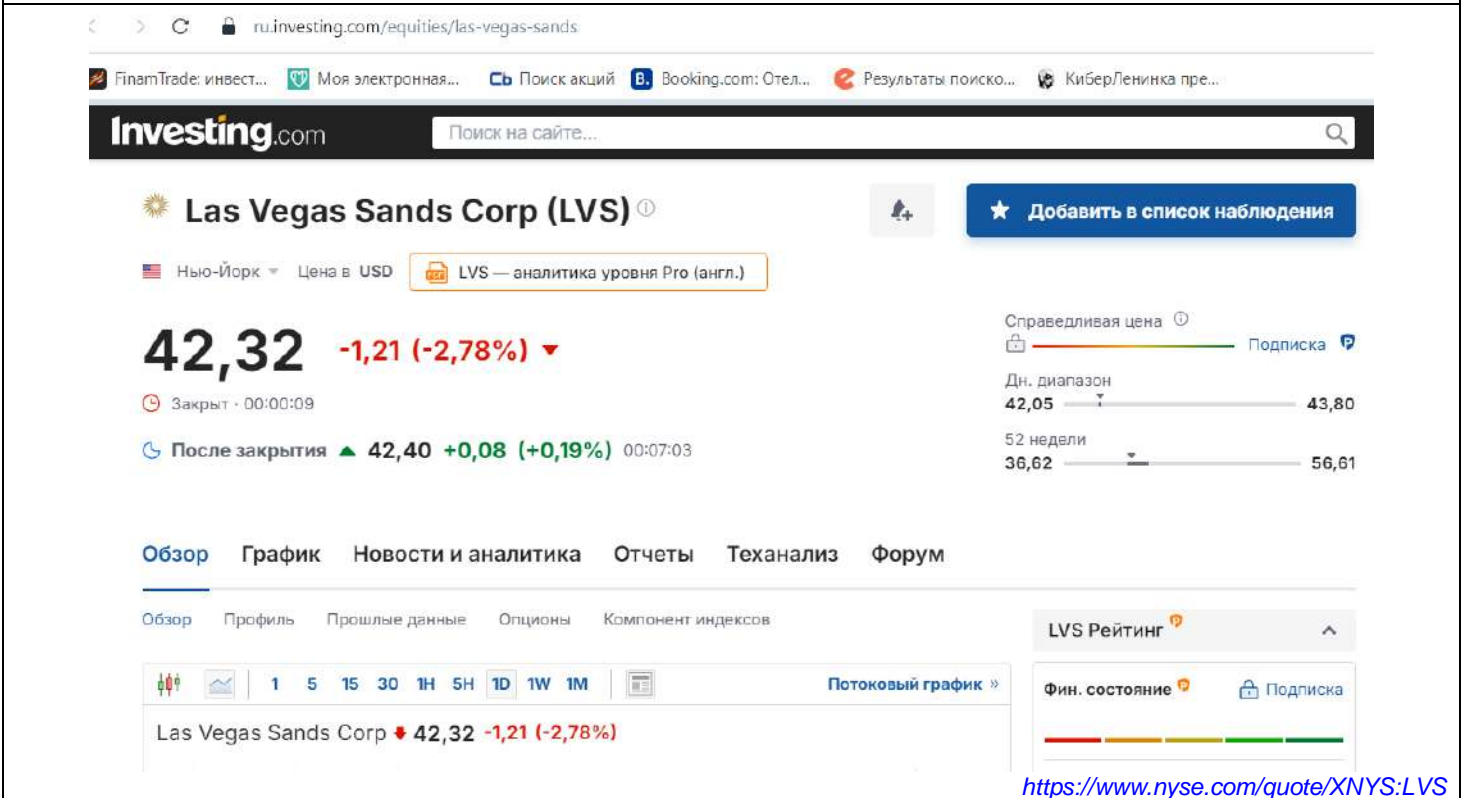 ru.investing.com/equities/las-vegas-sands
FinamTrade: инвест... Моя электронная... Сь Поиск акций B. Booking.com: Отел... Результаты поиско... КиберЛенинка пре...
Investing.com Поиск на сайте...
Las Vegas Sands Corp (LVS)
Добавить в список наблюдения
Нью-Йорк Цена в USD LVS — аналитика уровня Pro (англ.)
42,32 -1,21 (-2,78%)
Закрыт · 00:00:09
После закрытия 42,40 +0,08 (+0,19%) 00:07:03
Справедливая цена
Подписка
Дн. диапазон
42,05 43,80
52 недели
36,62 56,61
Обзор График Новости и аналитика Отчеты Теханализ Форум
Обзор Профиль Прошлые данные Опционы Компонент индексов
LVS Рейтинг
1 5 15 30 1H 5H 1D 1W 1M Потоковый график »
Фин. состояние Подписка
Las Vegas Sands Corp 42,32 -1,21 (-2,78%)
https://www.nyse.com/quote/XNYS:LVS